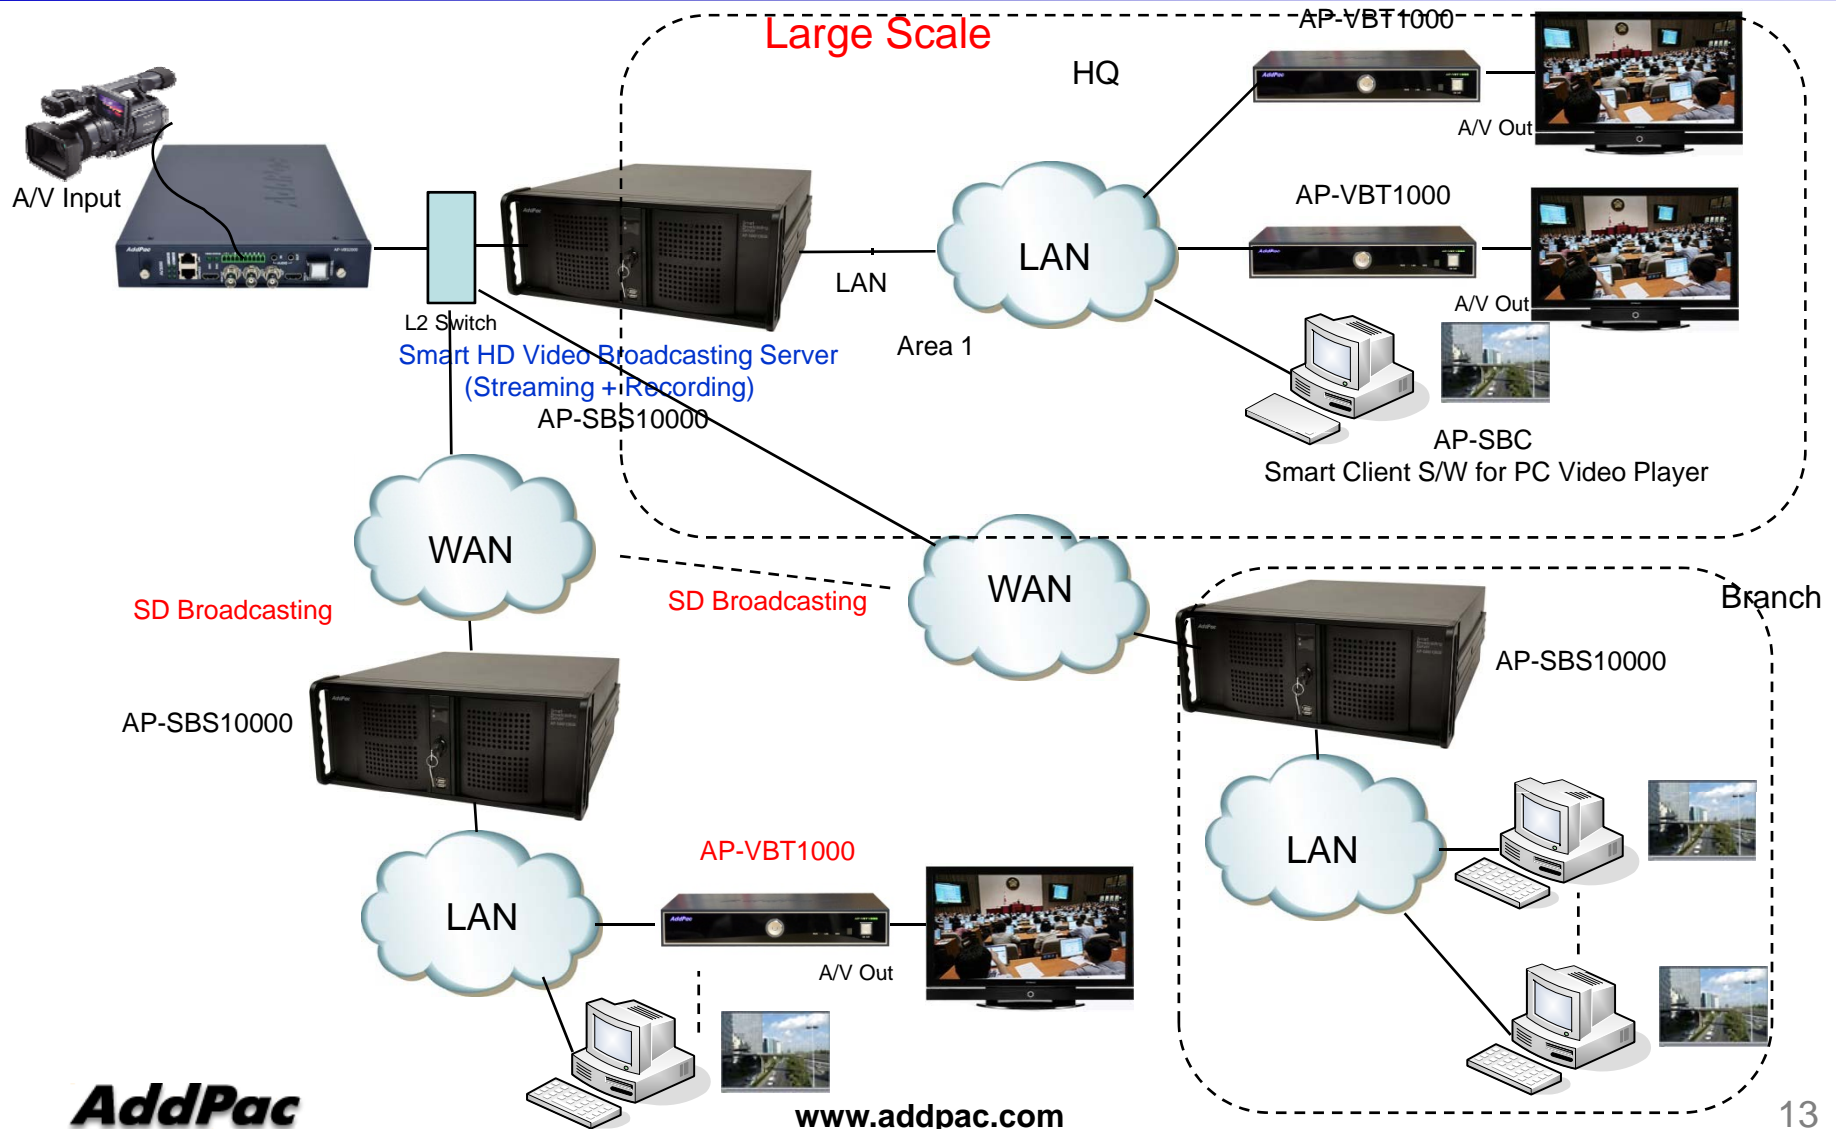 Large Scale
AP-VBT1000
HQ
A/V Out
A/V Input
AP-VBT1000
LAN
LAN
A/V Out
L2 Switch
Area 1
Smart HD Video Broadcasting Server
(Streaming + Recording)
AP-SBS10000
AP-SBC
Smart Client S/W for PC Video Player
WAN
WAN
SD Broadcasting
SD Broadcasting
Branch
AP-SBS10000
AP-SBS10000
LAN
AP-VBT1000
LAN
A/V Out
AddPac
www.addpac.com
13